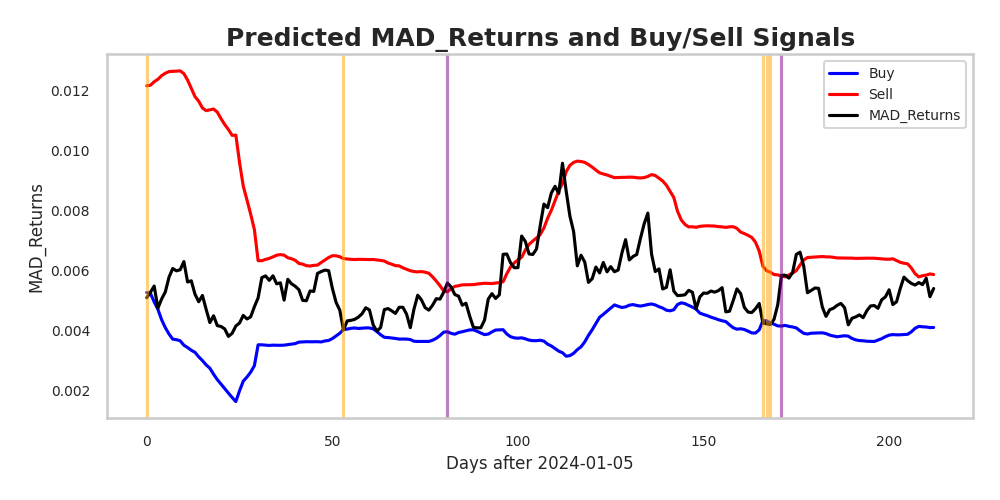 Predicted MAD_Returns and Buy/Sell Signals
Buy
Sell
MAD_Returns
MAD_Returns
0.012
0.010
0.008
0.006
0.004
0.002
0
50
100
150
200
Days after 2024-01-05